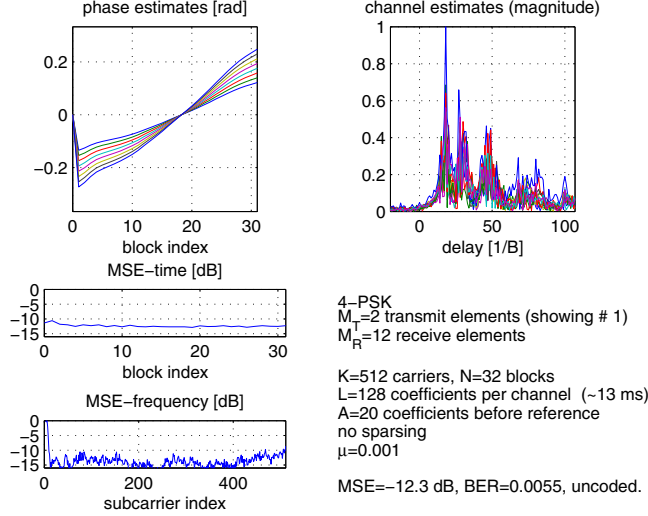 phase estimates [rad]
0.2
0
−0.2
0 10 20 30
block index
channel estimates (magnitude)
1
0.8
0.6
0.4
0.2
0
0 50 100
delay [1/B]
MSE−time [dB]
0
−5
−10
−15
0 10 20 30
block index
MSE−frequency [dB]
0
−5
−10
−15
0 200 400
subcarrier index
4−PSK
M_T=2 transmit elements (showing # 1)
M_R=12 receive elements
K=512 carriers, N=32 blocks
L=128 coefficients per channel (~13 ms)
A=20 coefficients before reference
no sparsing
μ=0.001
MSE=−12.3 dB, BER=0.0055, uncoded.